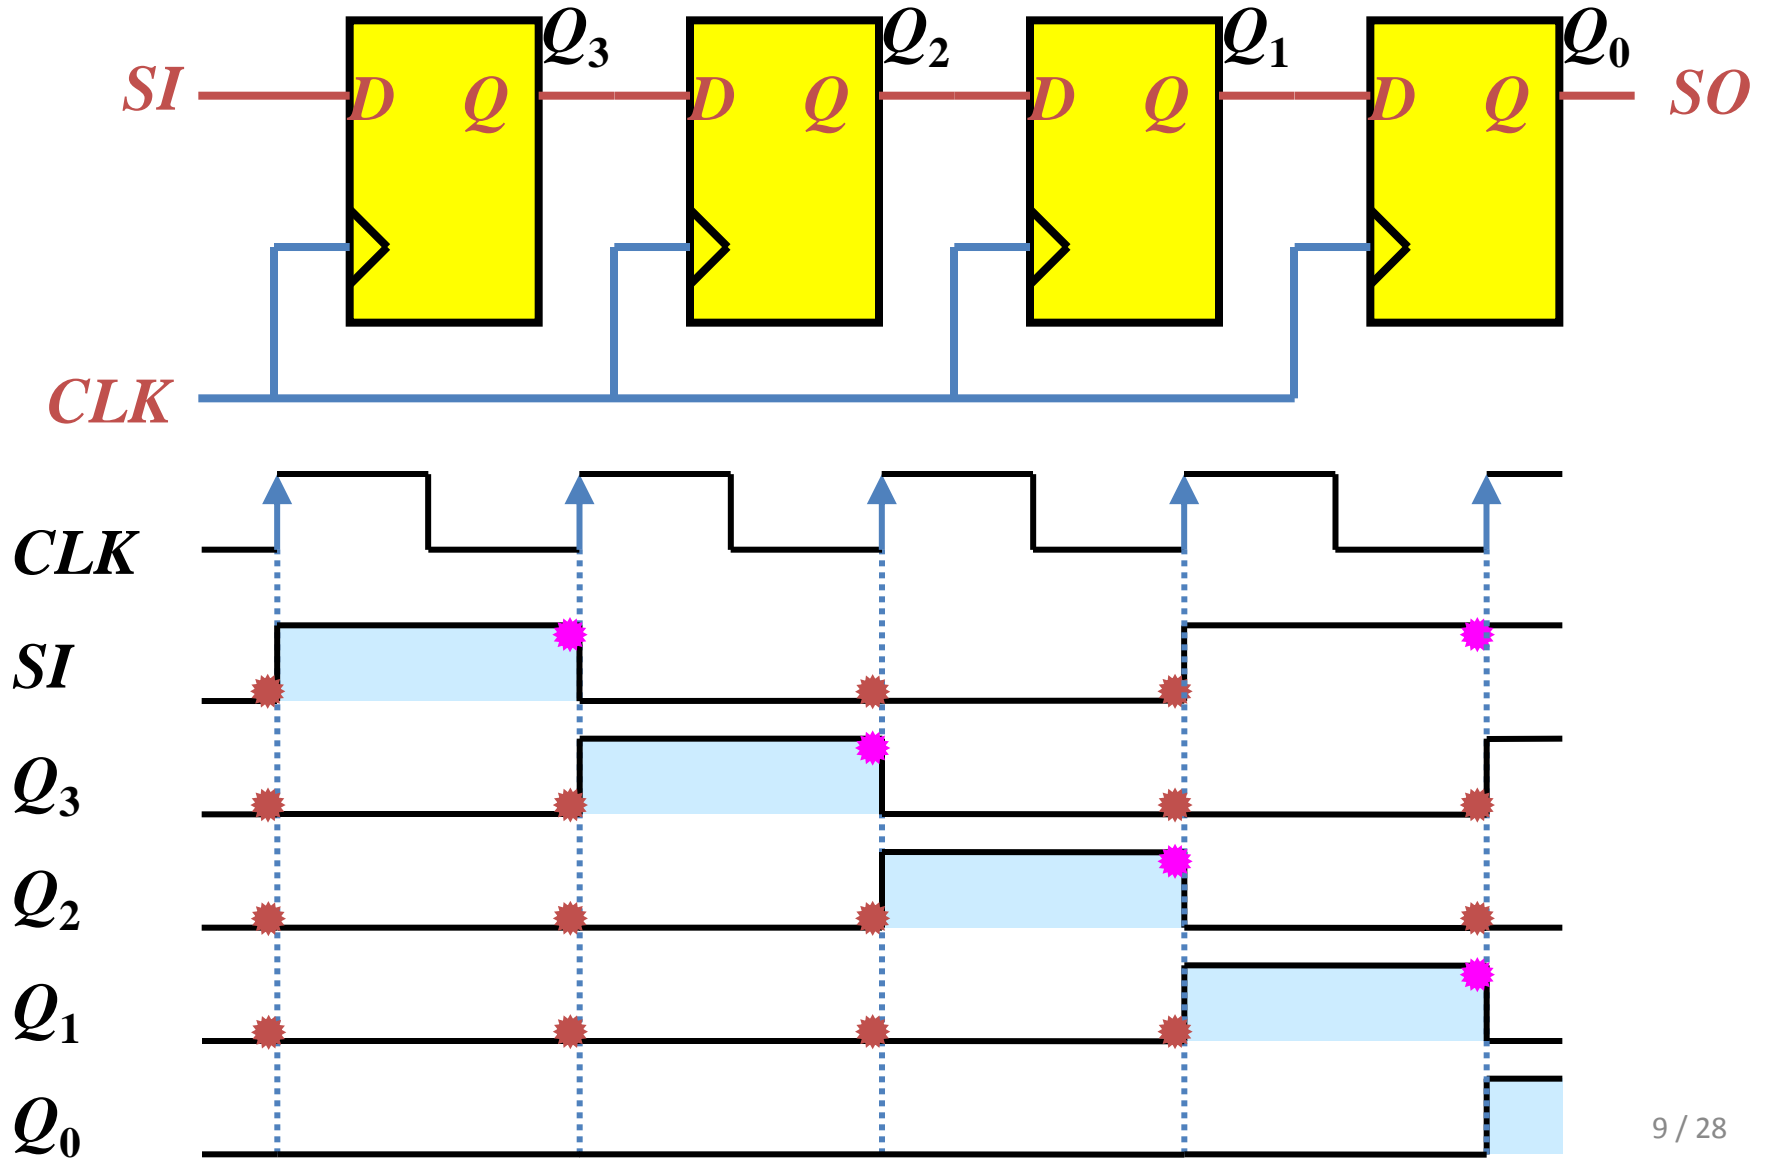 Q3 Q2 Q1 Q0
SI D Q D Q D Q D Q SO
CLK
CLK
SI
Q3
Q2
Q1
Q0
9 / 28